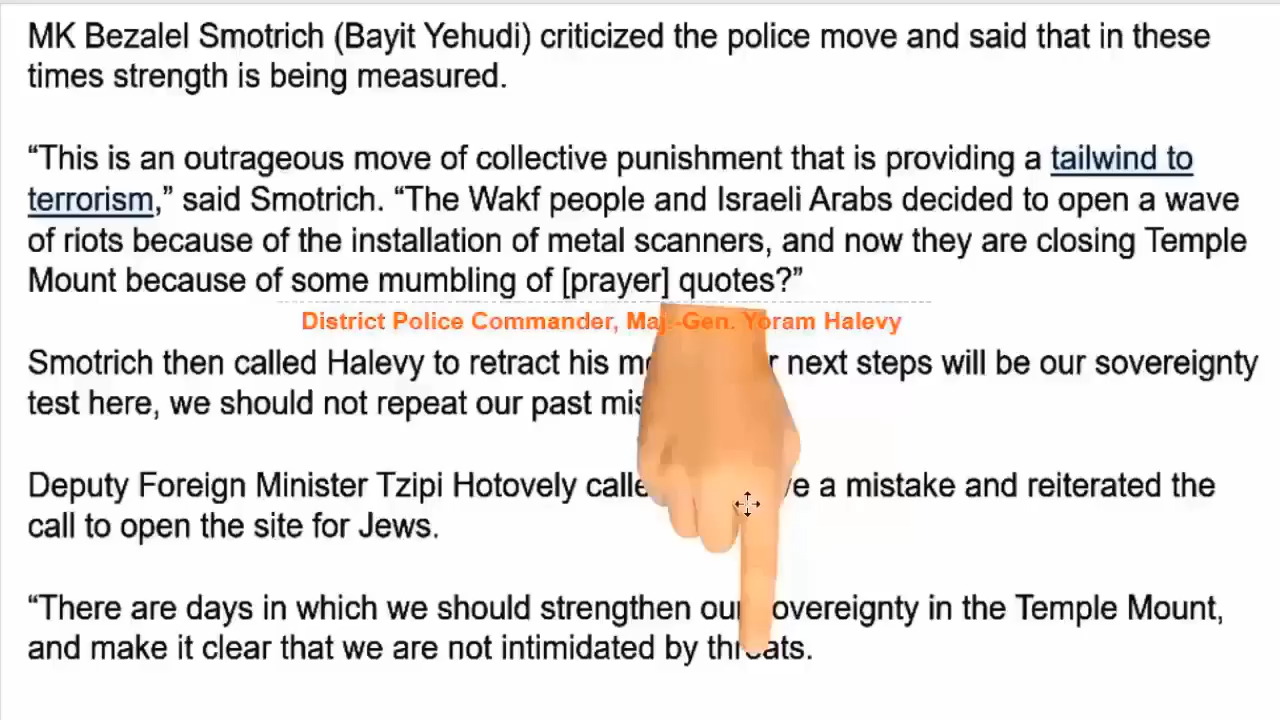 MK Bezalel Smotrich (Bayit Yehudi) criticized the police move and said that in these
times strength is being measured.
“This is an outrageous move of collective punishment that is providing a tailwind to
terrorism,” said Smotrich. “The Wakf people and Israeli Arabs decided to open a wave
of riots because of the installation of metal scanners, and now they are closing Temple
Mount because of some mumbling of [prayer] quotes?”
District Police Commander, Maj.-Gen. Yoram Halevy
Smotrich then called Halevy to retract his next steps will be our sovereignty
test here, we should not repeat our past
Deputy Foreign Minister Tzipi Hotovely a mistake and reiterated the
call to open the site for Jews.
“There are days in which we should strengthen our sovereignty in the Temple Mount,
and make it clear that we are not intimidated by threats.